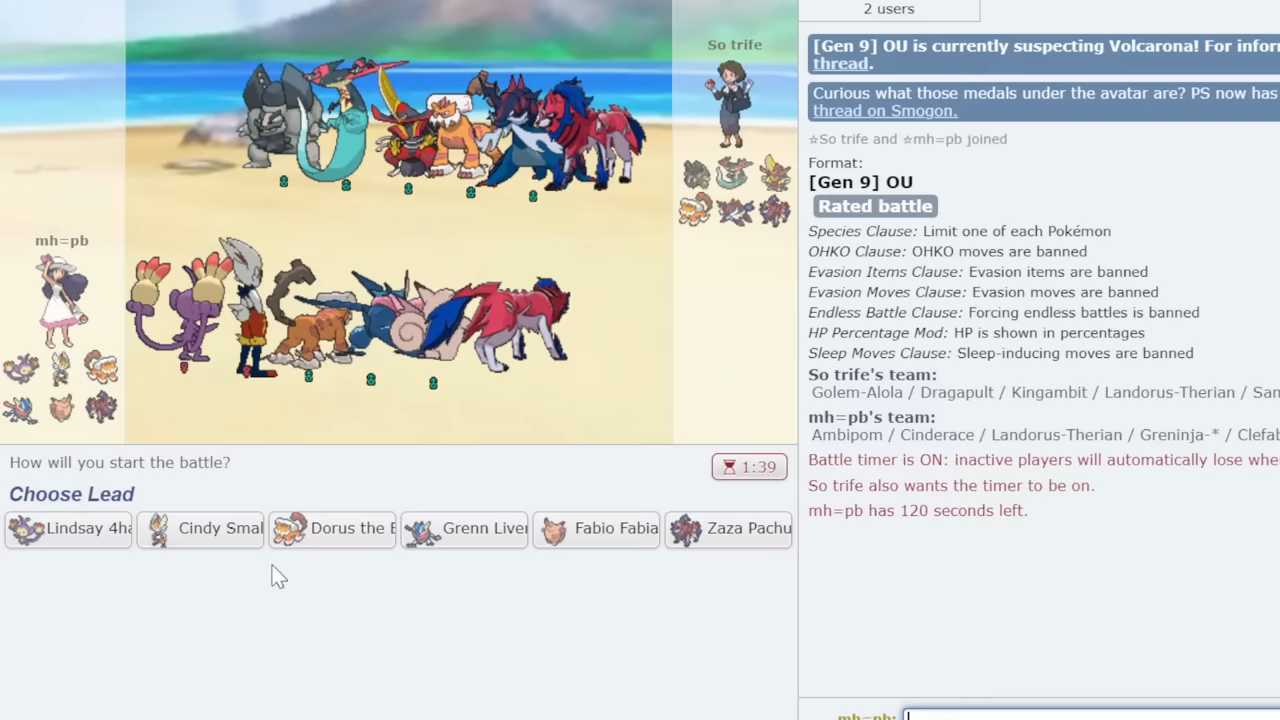 2 users
So trife
[Gen 9] OU is currently suspecting Volcarona! For infor
thread.
Curious what those medals under the avatar are? PS now has
thread on Smogon.
☆So trife and ☆mh=pb joined
Format:
[Gen 9] OU
Rated battle
Species Clause: Limit one of each Pokémon
OHKO Clause: OHKO moves are banned
Evasion Items Clause: Evasion items are banned
Evasion Moves Clause: Evasion moves are banned
Endless Battle Clause: Forcing endless battles is banned
HP Percentage Mod: HP is shown in percentages
Sleep Moves Clause: Sleep-inducing moves are banned
So trife's team:
Golem-Alola / Dragapult / Kingambit / Landorus-Therian / Sam
mh=pb's team:
Ambipom / Cinderace / Landorus-Therian / Greninja-* / Clefab
Battle timer is ON: inactive players will automatically lose whe
So trife also wants the timer to be on.
mh=pb has 120 seconds left.
mh=pb
How will you start the battle?
1:39
Choose Lead
Lindsay 4ha
Cindy Smal
Dorus the E
Grenn Liver
Fabio Fabia
Zaza Pachu
mh=pb: